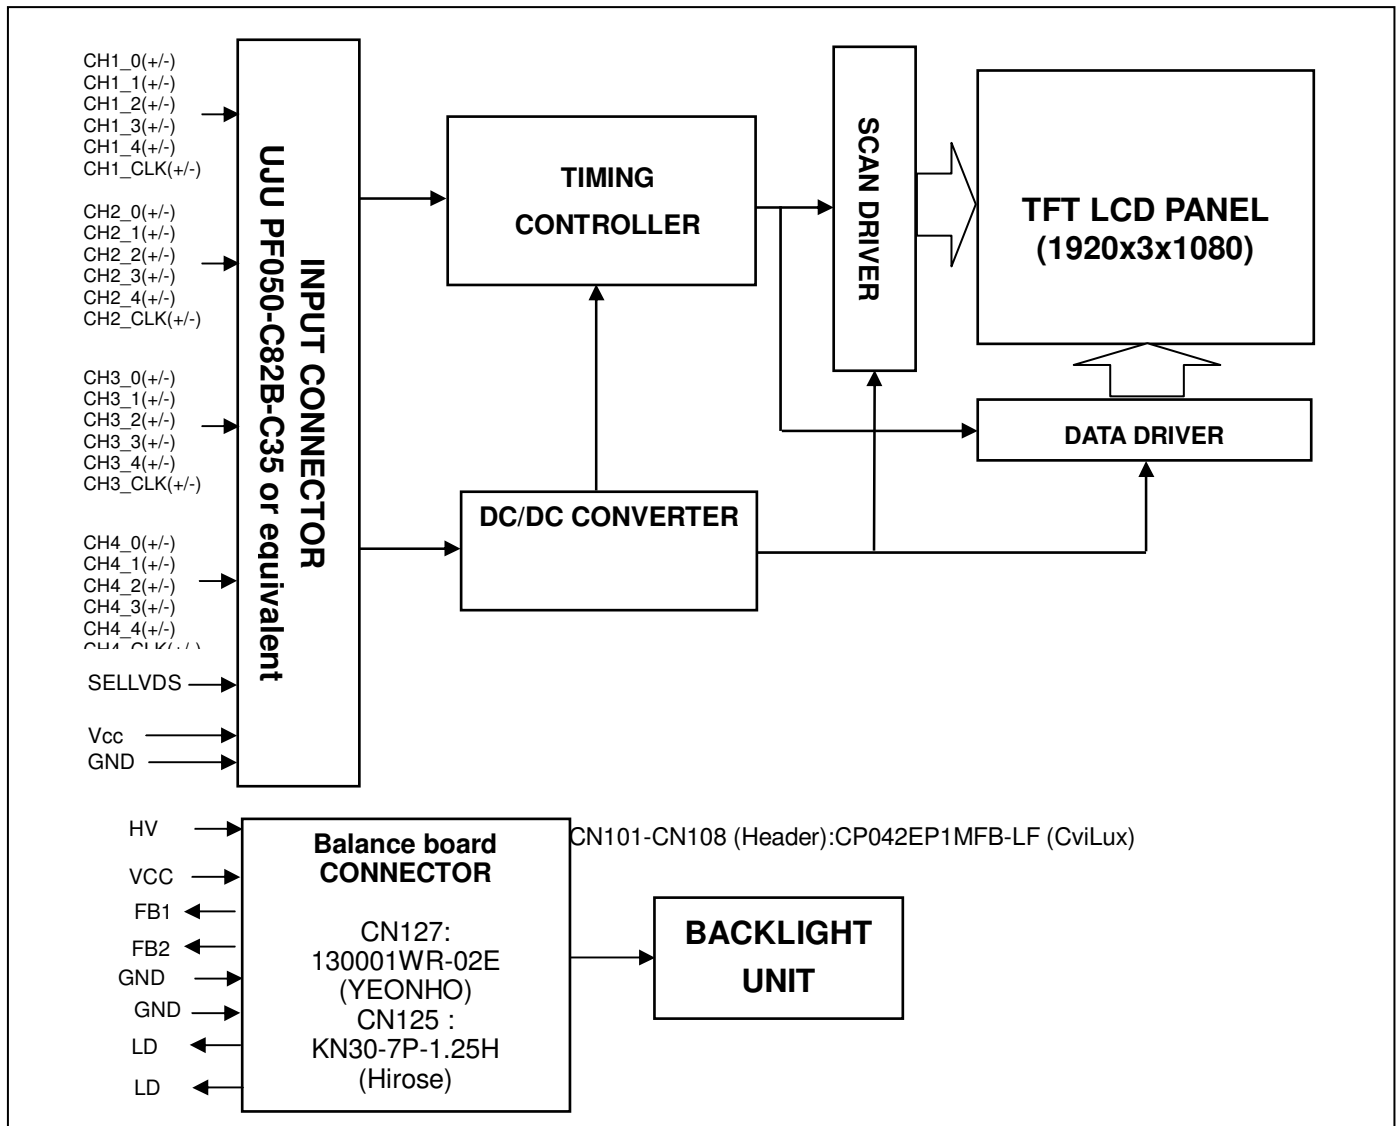 CH1_0(+/-)
CH1_1(+/-)
CH1_2(+/-)
CH1_3(+/-)
CH1_4(+/-)
CH1_CLK(+/-)
CH2_0(+/-)
CH2_1(+/-)
CH2_2(+/-)
CH2_3(+/-)
CH2_4(+/-)
CH2_CLK(+/-)
CH3_0(+/-)
CH3_1(+/-)
CH3_2(+/-)
CH3_3(+/-)
CH3_4(+/-)
CH3_CLK(+/-)
CH4_0(+/-)
CH4_1(+/-)
CH4_2(+/-)
CH4_3(+/-)
CH4_4(+/-)
CH4_CLK(+/-)
SELLVDS
Vcc
GND
INPUT CONNECTOR
UJU PF050-C82B-C35 or equivalent
TIMING
CONTROLLER
SCAN DRIVER
TFT LCD PANEL
(1920x3x1080)
DATA DRIVER
DC/DC CONVERTER
HV
VCC
FB1
FB2
GND
GND
LD
LD
Balance board
CONNECTOR
CN127:
130001WR-02E
(YEONHO)
CN125 :
KN30-7P-1.25H
(Hirose)
CN101-CN108 (Header):CP042EP1MFB-LF (CviLux)
BACKLIGHT
UNIT